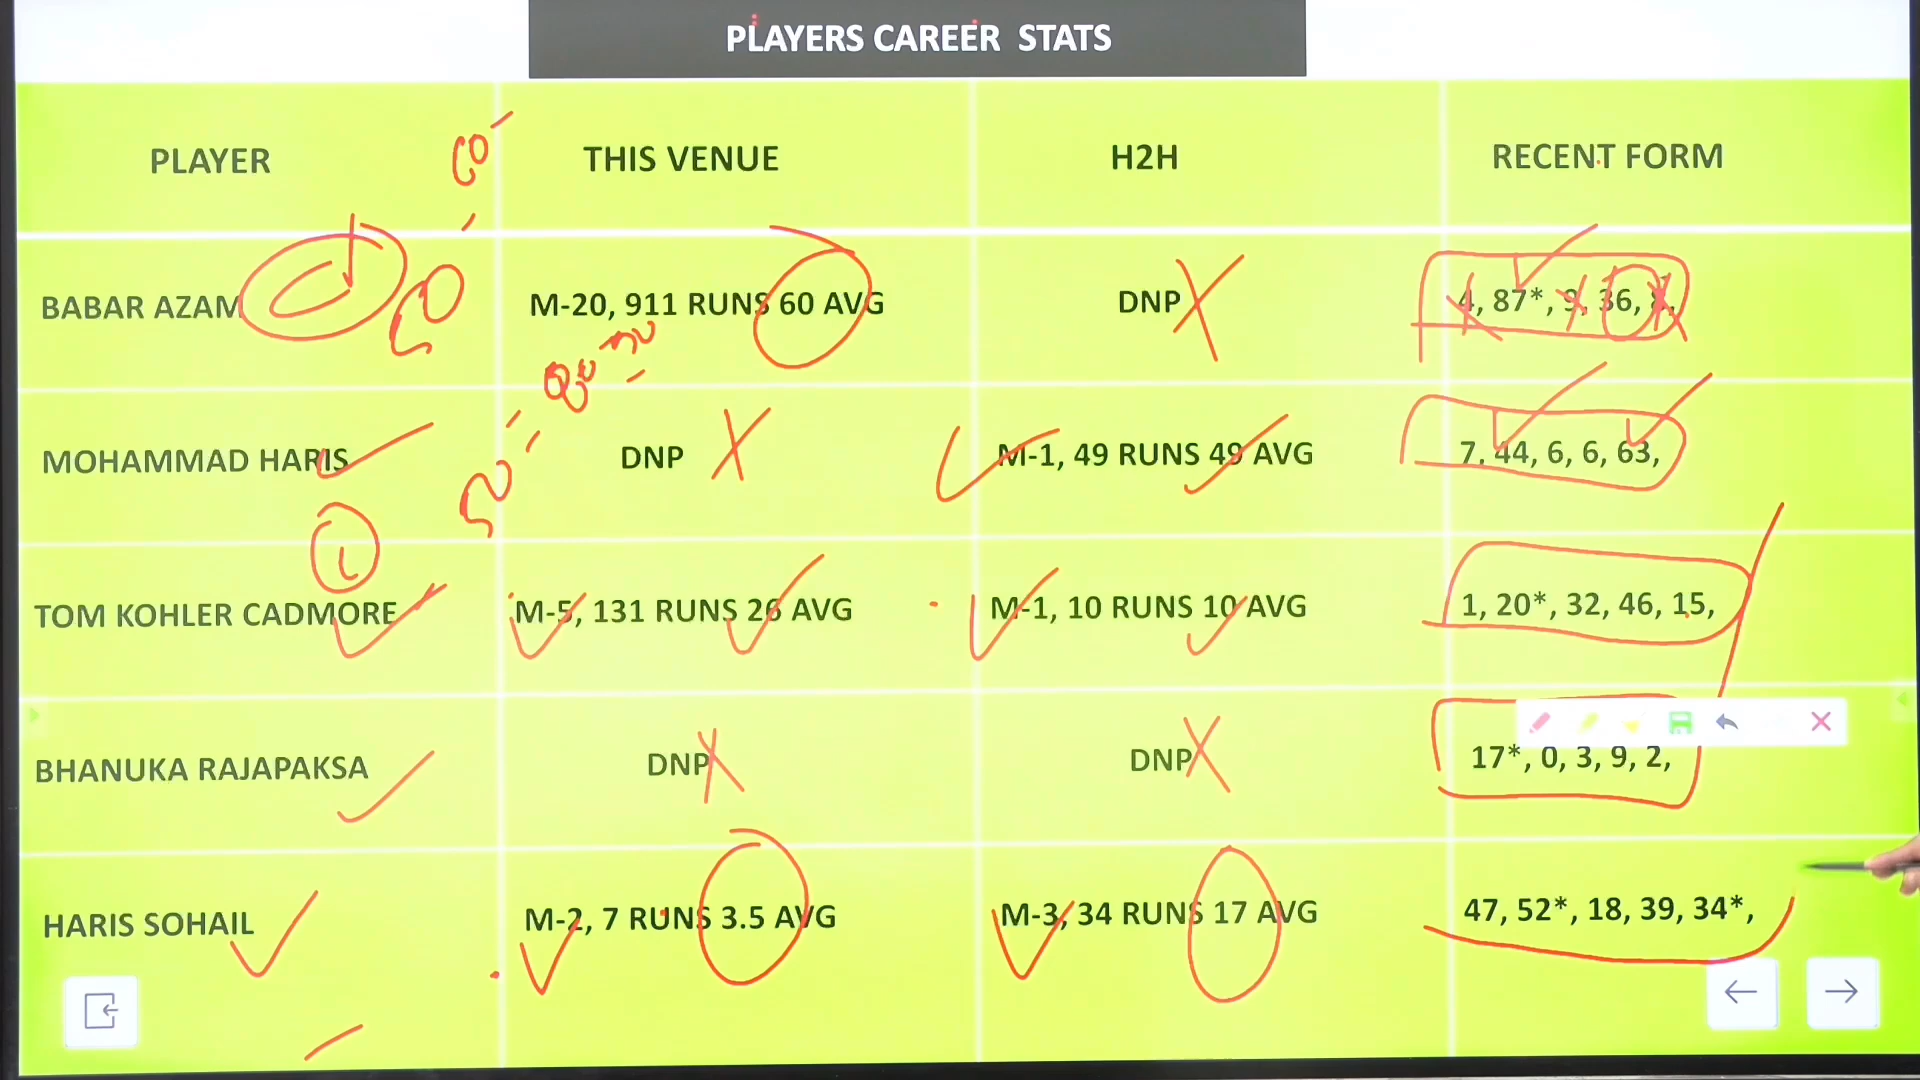 PLAYERS CAREER STATS
PLAYER THIS VENUE H2H RECENT FORM
BABAR AZAM M-20, 911 RUNS 60 AVG DNP 4, 87*, 9, 36, 8,
MOHAMMAD HARIS DNP M-1, 49 RUNS 49 AVG 7, 44, 6, 6, 63,
TOM KOHLER CADMORE M-5, 131 RUNS 26 AVG M-1, 10 RUNS 10 AVG 1, 20*, 32, 46, 15,
BHANUKA RAJAPAKSA DNP DNP 17*, 0, 3, 9, 2,
HARIS SOHAIL M-2, 7 RUNS 3.5 AVG M-3, 34 RUNS 17 AVG 47, 52*, 18, 39, 34*,